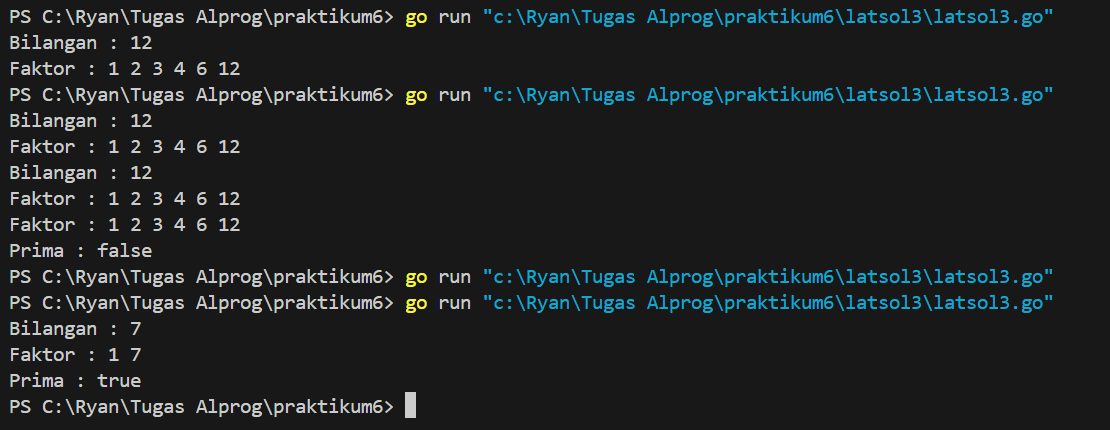 PS C:\Ryan\Tugas Alprog\praktikum6> go run "c:\Ryan\Tugas Alprog\praktikum6\latsol3\latsol3.go"
Bilangan : 12
Faktor : 1 2 3 4 6 12
PS C:\Ryan\Tugas Alprog\praktikum6> go run "c:\Ryan\Tugas Alprog\praktikum6\latsol3\latsol3.go"
Bilangan : 12
Faktor : 1 2 3 4 6 12
Bilangan : 12
Faktor : 1 2 3 4 6 12
Faktor : 1 2 3 4 6 12
Prima : false
PS C:\Ryan\Tugas Alprog\praktikum6> go run "c:\Ryan\Tugas Alprog\praktikum6\latsol3\latsol3.go"
PS C:\Ryan\Tugas Alprog\praktikum6> go run "c:\Ryan\Tugas Alprog\praktikum6\latsol3\latsol3.go"
Bilangan : 7
Faktor : 1 7
Prima : true
PS C:\Ryan\Tugas Alprog\praktikum6>